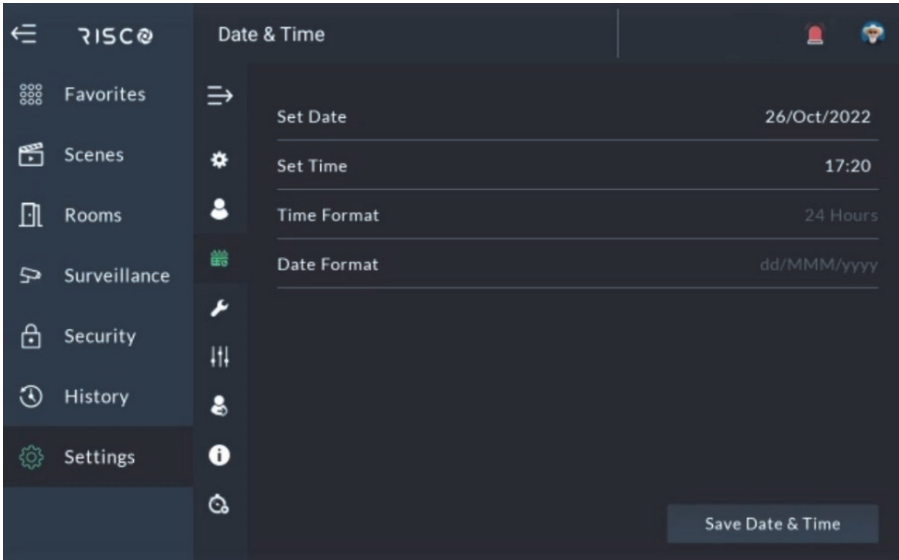 RISCO
Date & Time
Favorites
Scenes
Rooms
Surveillance
Security
History
Settings
Set Date 26/Oct/2022
Set Time 17:20
Time Format 24 Hours
Date Format dd/MMM/yyyy
Save Date & Time